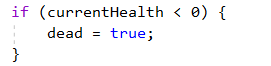 if (currentHealth < 0) {
    dead = true;
}